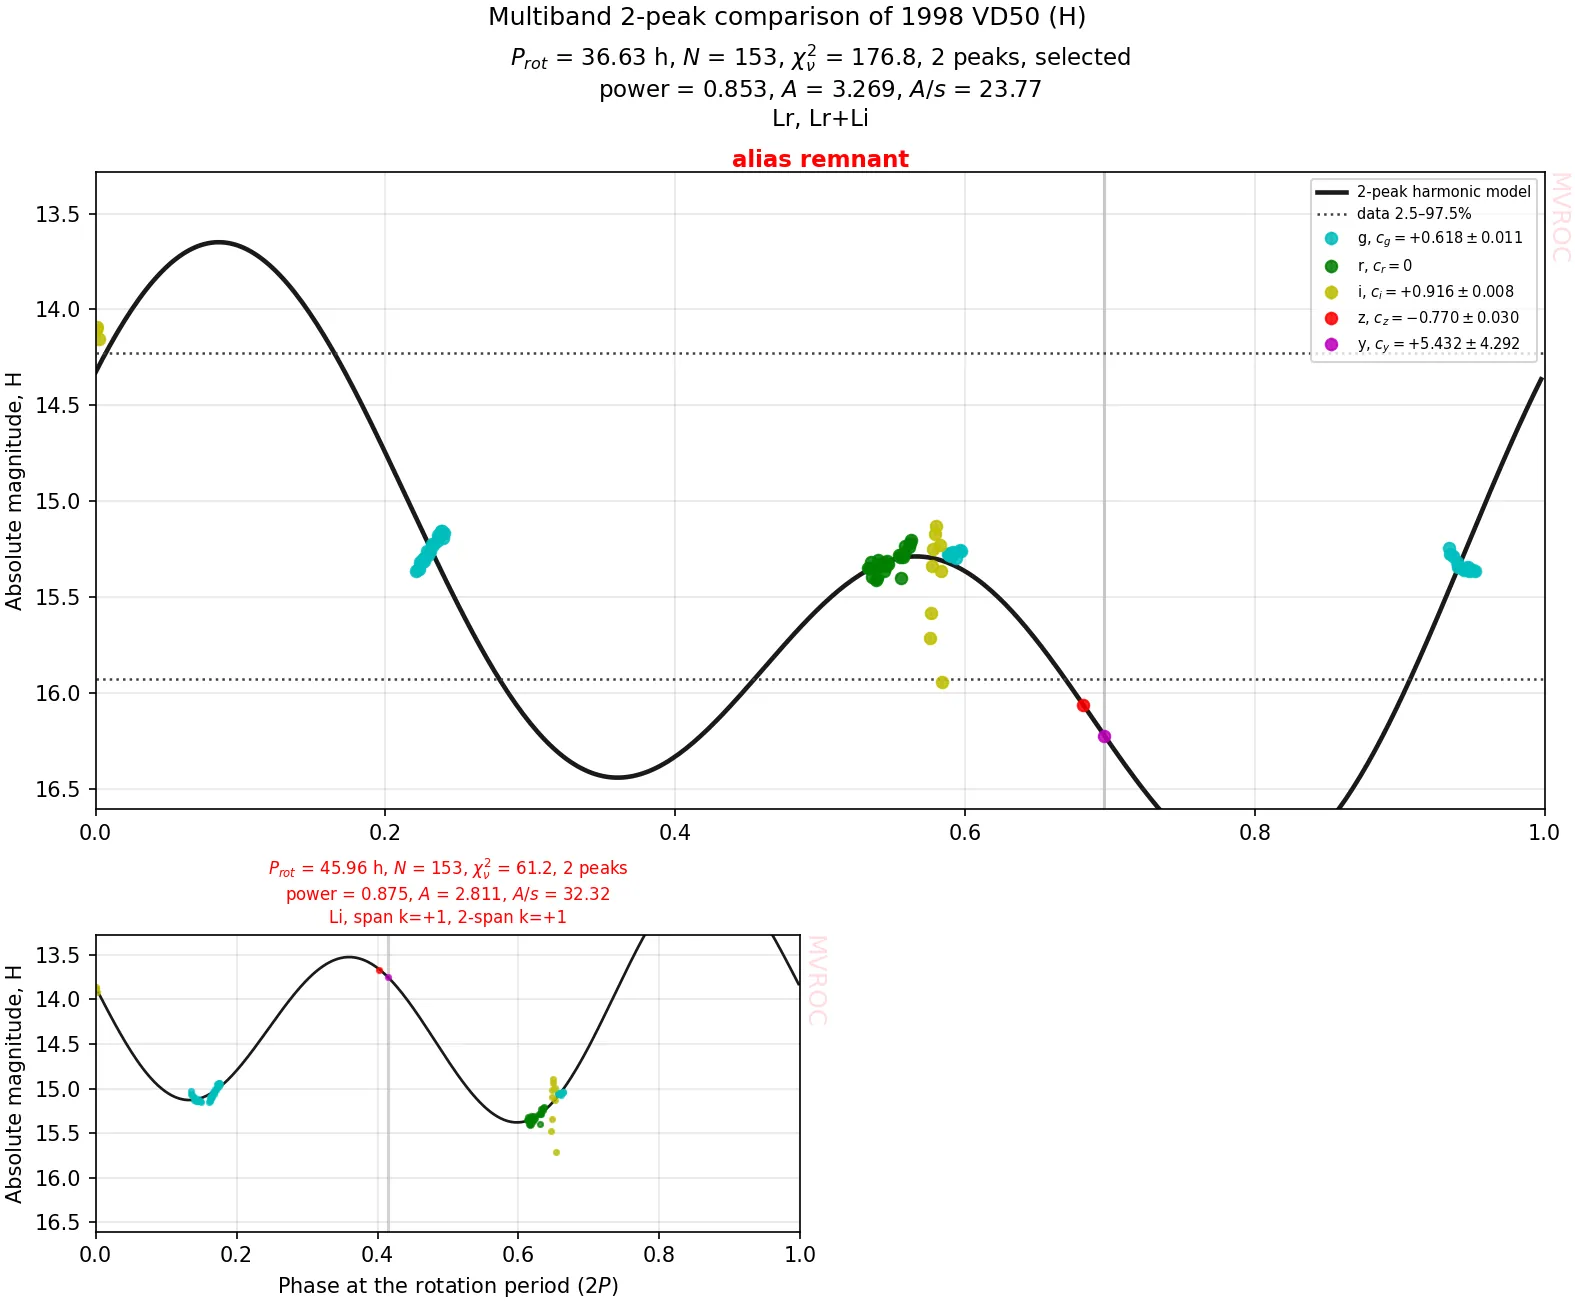 Multiband 2-peak comparison of 1998 VD50 (H)
P_rot = 36.63 h, N = 153, χ²_ν = 176.8, 2 peaks, selected
power = 0.853, A = 3.269, A/s = 23.77
Lr, Lr+Li
alias remnant
Absolute magnitude, H
13.5
14.0
14.5
15.0
15.5
16.0
16.5
0.0 0.2 0.4 0.6 0.8 1.0
2-peak harmonic model
data 2.5–97.5%
g, c_g = +0.618 ± 0.011
r, c_r = 0
i, c_i = +0.916 ± 0.008
z, c_z = −0.770 ± 0.030
y, c_y = +5.432 ± 4.292
MVROC
P_rot = 45.96 h, N = 153, χ²_ν = 61.2, 2 peaks
power = 0.875, A = 2.811, A/s = 32.32
Li, span k=+1, 2-span k=+1
Absolute magnitude, H
13.5
14.0
14.5
15.0
15.5
16.0
16.5
0.0 0.2 0.4 0.6 0.8 1.0
Phase at the rotation period (2P)
MVROC